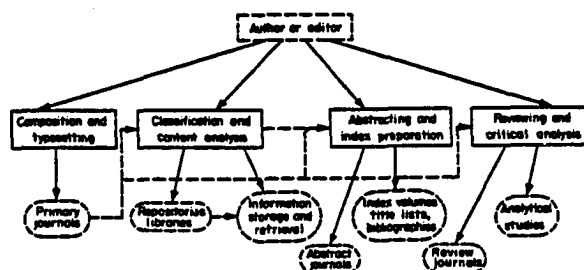 Author or editor
Composition and
typesetting
Classification and
content analysis
Abstracting and
index preparation
Reviewing and
critical analysis
Primary
journals
Repositories
libraries
Information
storage and
retrieval
Index volumes
title lists,
bibliographies
Analytical
studies
Abstract
journals
Review
journals